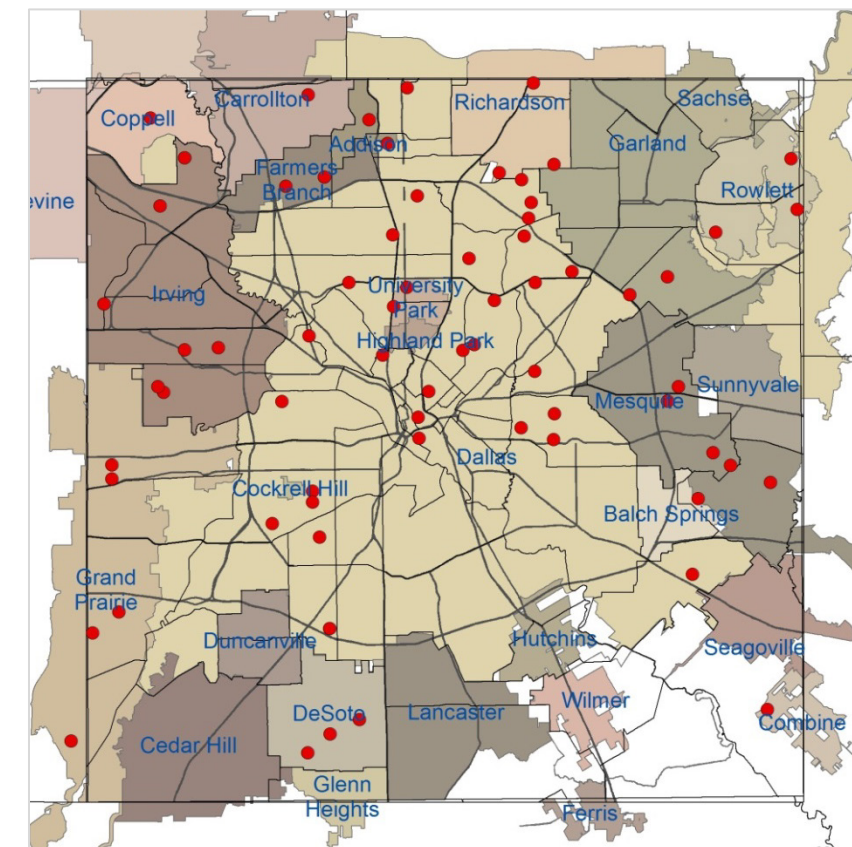 Coppell
Carrollton
Richardson
Sachse
Addison
Garland
Farmers
Branch
Rowlett
evine
Irving
University
Park
Highland Park
Sunnyvale
Mesquite
Dallas
Cockrell Hill
Balch Springs
Grand
Prairie
Duncanville
Hutchins
Seagoville
DeSoto
Lancaster
Wilmer
Combine
Cedar Hill
Glenn
Heights
Ferris